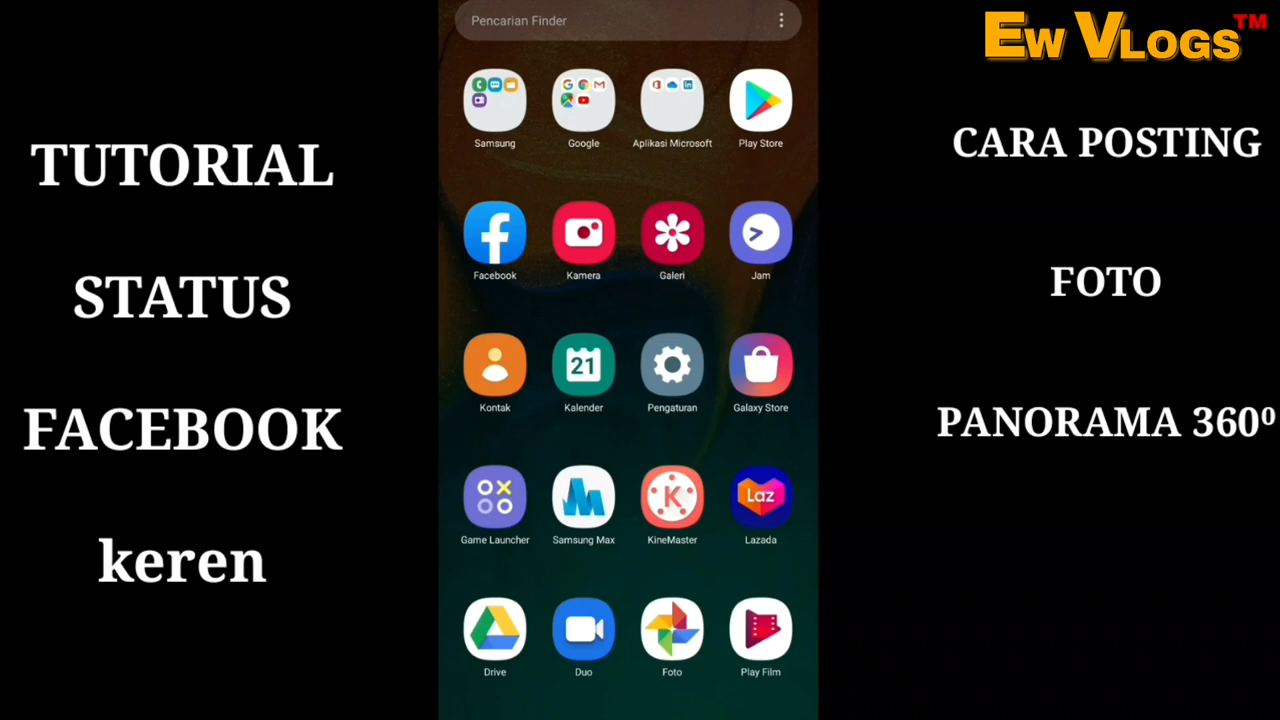 TUTORIAL
STATUS
FACEBOOK
keren
Pencarian Finder
Samsung
Google
Aplikasi Microsoft
Play Store
Facebook
Kamera
Galeri
Jam
21
Kontak
Kalender
Pengaturan
Galaxy Store
K
Laz
Game Launcher
Samsung Max
KineMaster
Lazada
Drive
Duo
Foto
Play Film
EW VLOGS™
CARA POSTING
FOTO
PANORAMA 360⁰